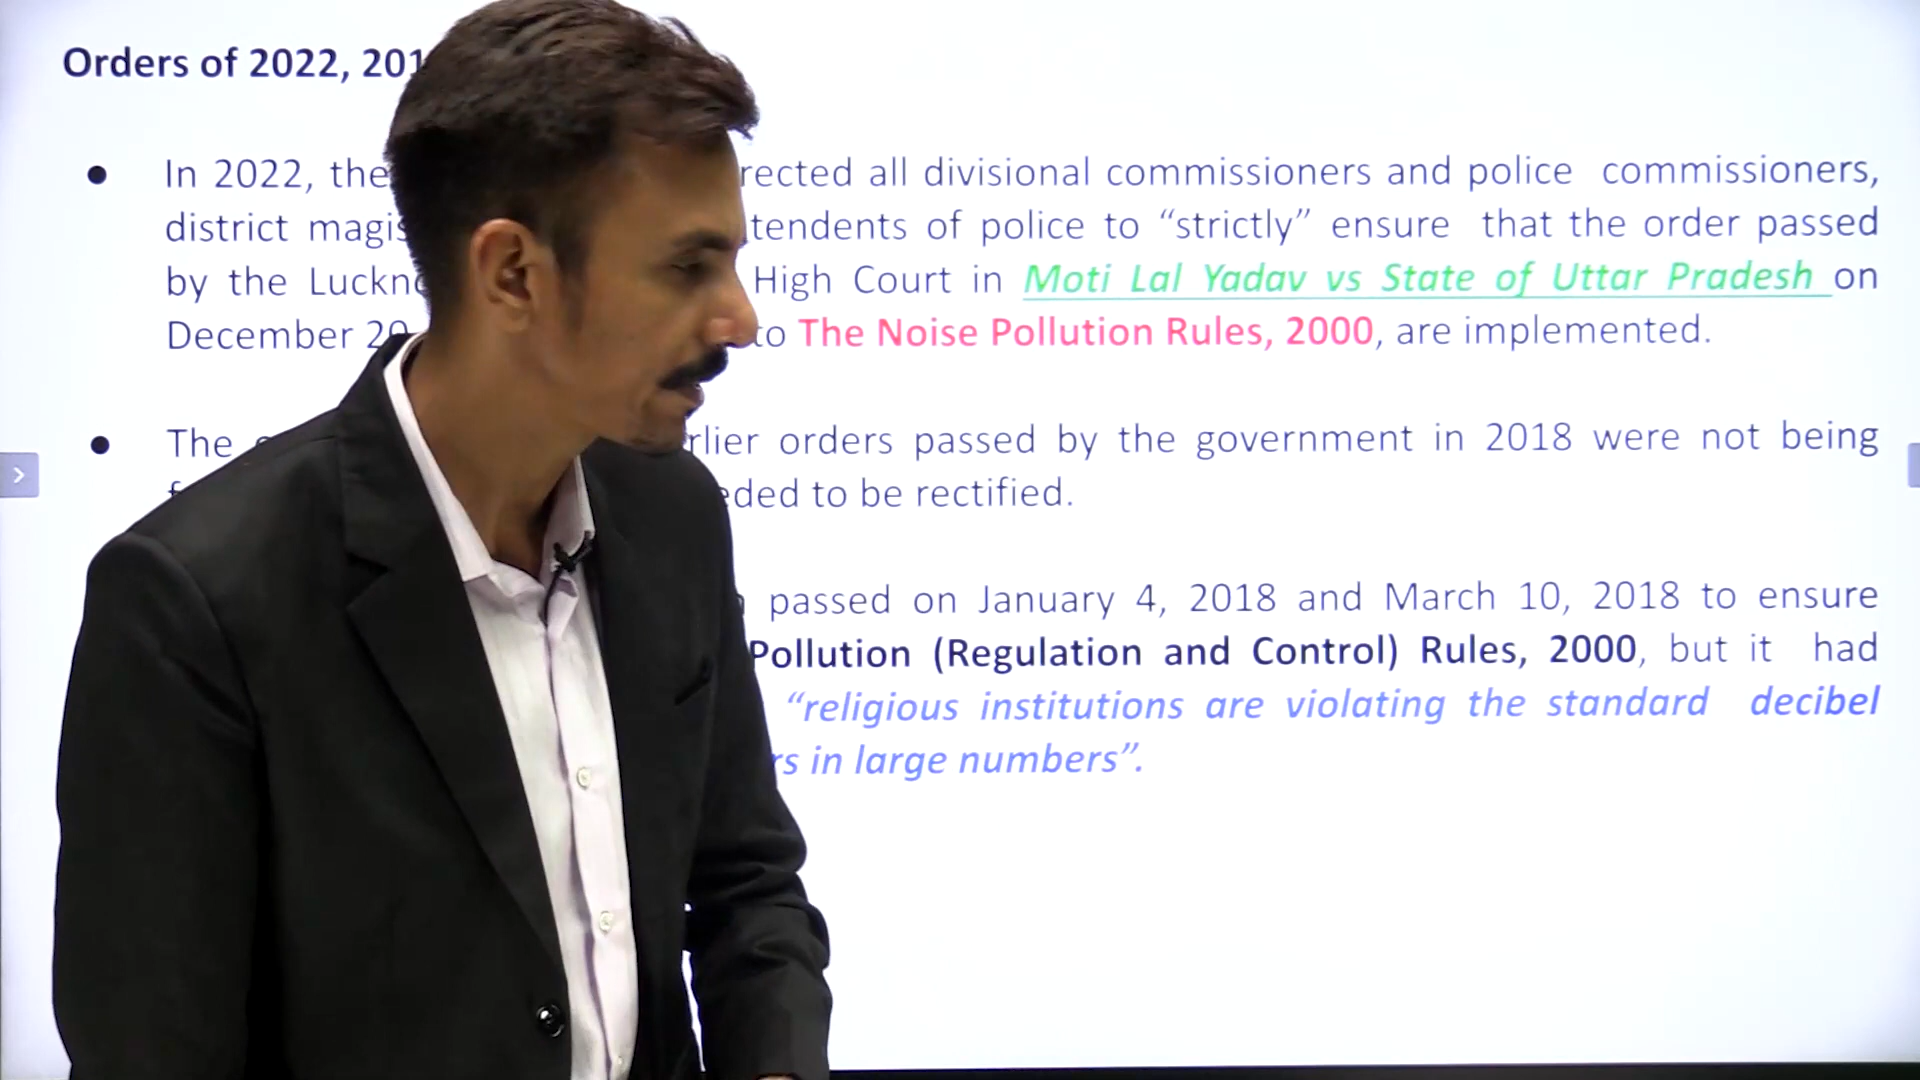 Orders of 2022, 201
In 2022, the rected all divisional commissioners and police commissioners,
district magis tendents of police to “strictly” ensure that the order passed
by the Luckn High Court in Moti Lal Yadav vs State of Uttar Pradesh on
December 20 to The Noise Pollution Rules, 2000, are implemented.
The rlier orders passed by the government in 2018 were not being
ded to be rectified.
passed on January 4, 2018 and March 10, 2018 to ensure
Pollution (Regulation and Control) Rules, 2000, but it had
“religious institutions are violating the standard decibel
rs in large numbers”.